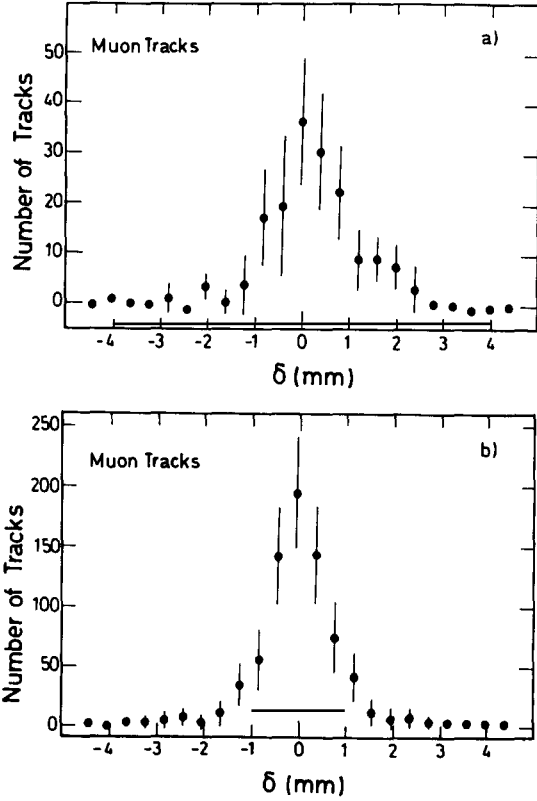 Muon Tracks
a)
Number of Tracks
50
40
30
20
10
0
-4 -3 -2 -1 0 1 2 3 4
δ (mm)
Muon Tracks
b)
Number of Tracks
250
200
150
100
50
0
-4 -3 -2 -1 0 1 2 3 4
δ (mm)